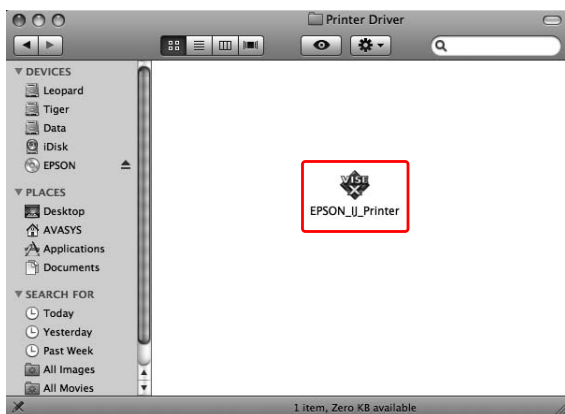 Printer Driver
DEVICES
Leopard
Tiger
Data
iDisk
EPSON
PLACES
Desktop
AVASYS
Applications
Documents
SEARCH FOR
Today
Yesterday
Past Week
All Images
All Movies
VISE
X
EPSON_IJ_Printer
1 item, Zero KB available